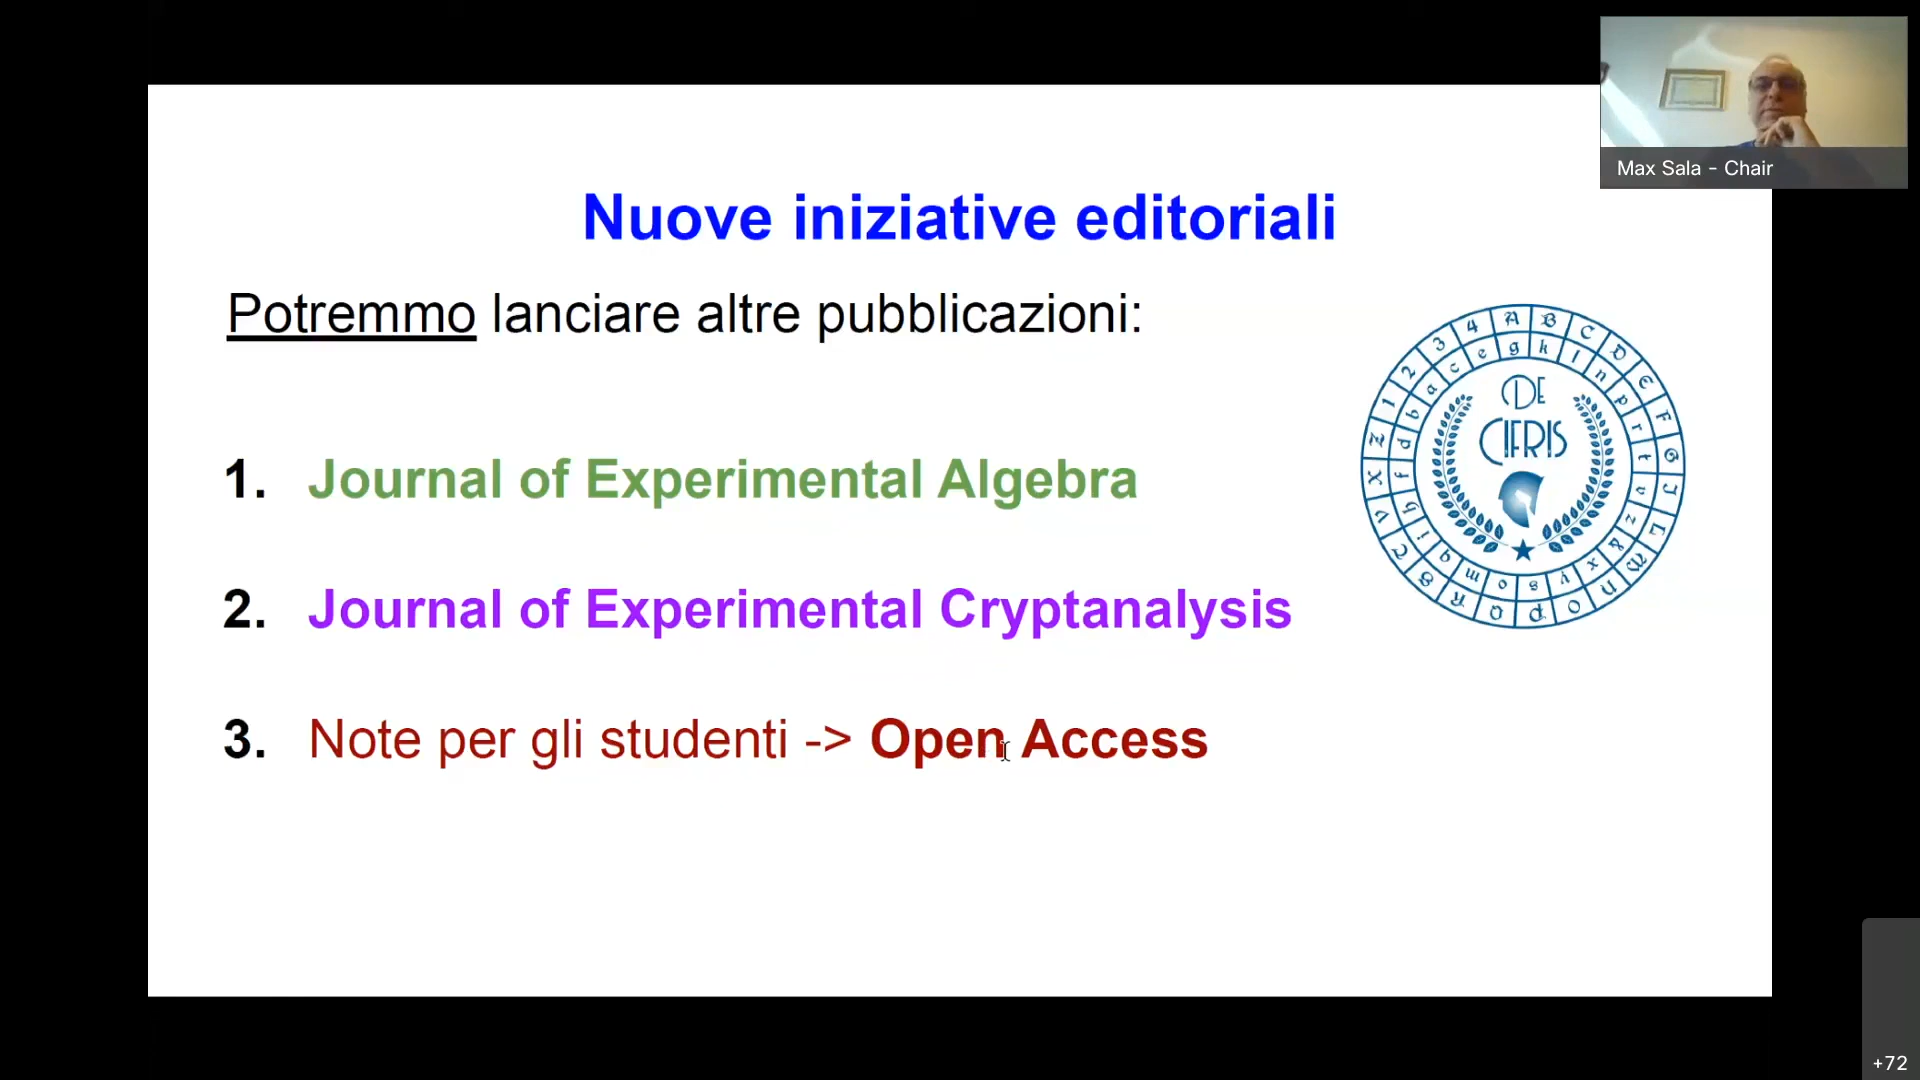 Nuove iniziative editoriali
Potremmo lanciare altre pubblicazioni:
1. Journal of Experimental Algebra
2. Journal of Experimental Cryptanalysis
3. Note per gli studenti -> Open Access
DE
CIFRIS
Max Sala - Chair
+72